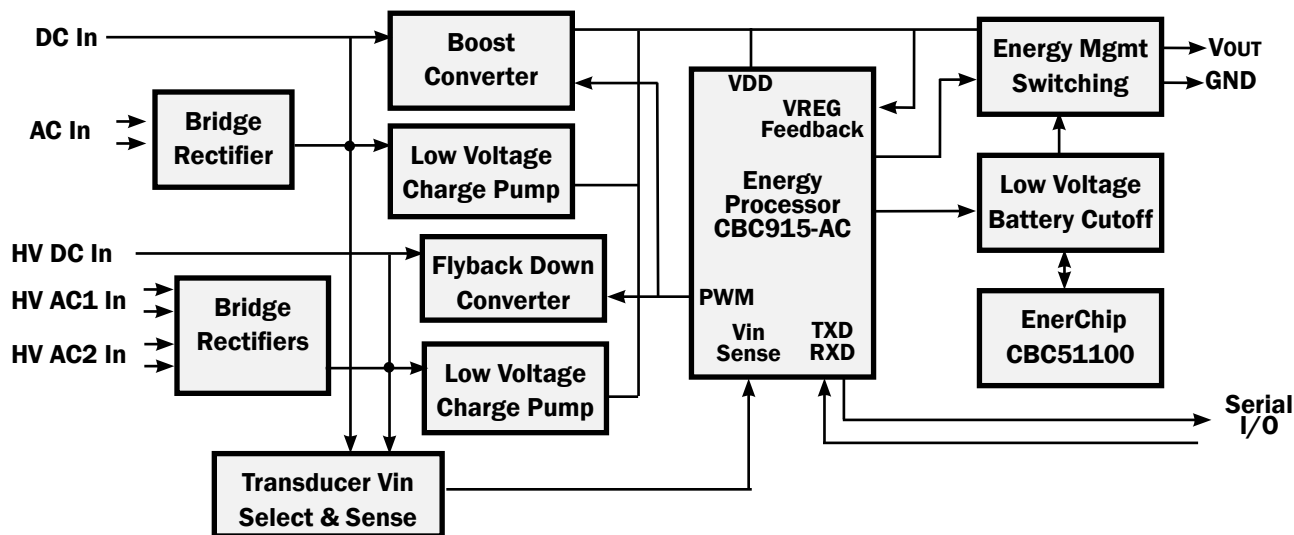 DC In
Boost
Converter
Energy Mgmt
Switching
VOUT
GND
VDD
VREG
Feedback
AC In
Bridge
Rectifier
Low Voltage
Charge Pump
Energy
Processor
CBC915-AC
Low Voltage
Battery Cutoff
HV DC In
HV AC1 In
HV AC2 In
Bridge
Rectifiers
Flyback Down
Converter
PWM
Vin
Sense
TXD
RXD
EnerChip
CBC51100
Low Voltage
Charge Pump
Serial
I/O
Transducer Vin
Select & Sense